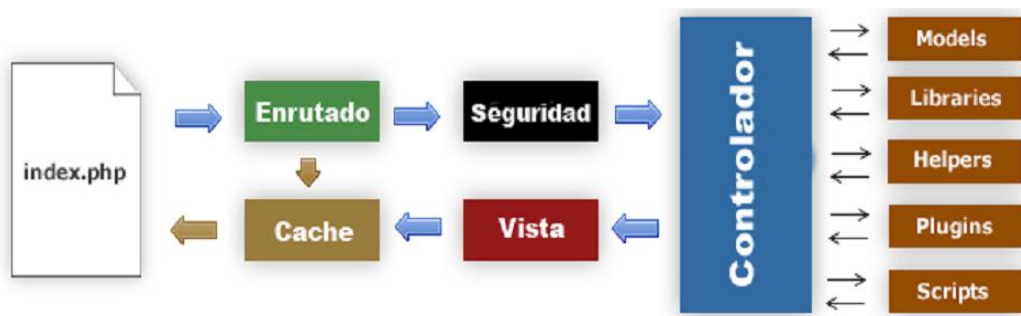 index.php
Enrutado
Seguridad
Cache
Vista
Controlador
Models
Libraries
Helpers
Plugins
Scripts